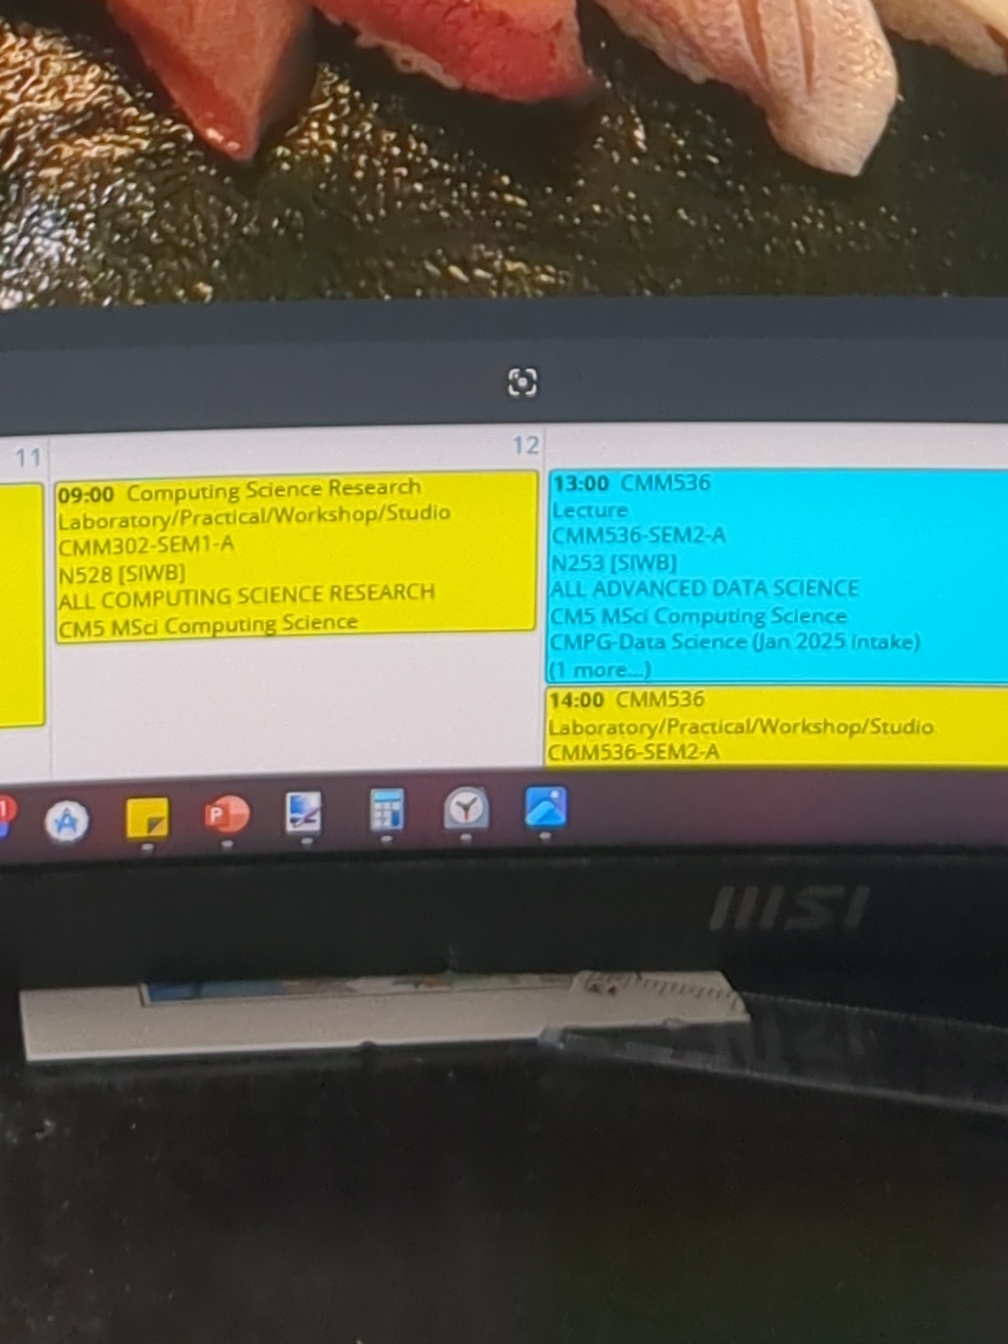 11
12
09:00 Computing Science Research
Laboratory/Practical/Workshop/Studio
CMM302-SEM1-A
N528 [SIWB]
ALL COMPUTING SCIENCE RESEARCH
CM5 MSci Computing Science
13:00 CMM536
Lecture
CMM536-SEM2-A
N253 [SIWB]
ALL ADVANCED DATA SCIENCE
CM5 MSci Computing Science
CMPG-Data Science (Jan 2025 Intake)
(1 more...)
14:00 CMM536
Laboratory/Practical/Workshop/Studio
CMM536-SEM2-A
1
P
msi